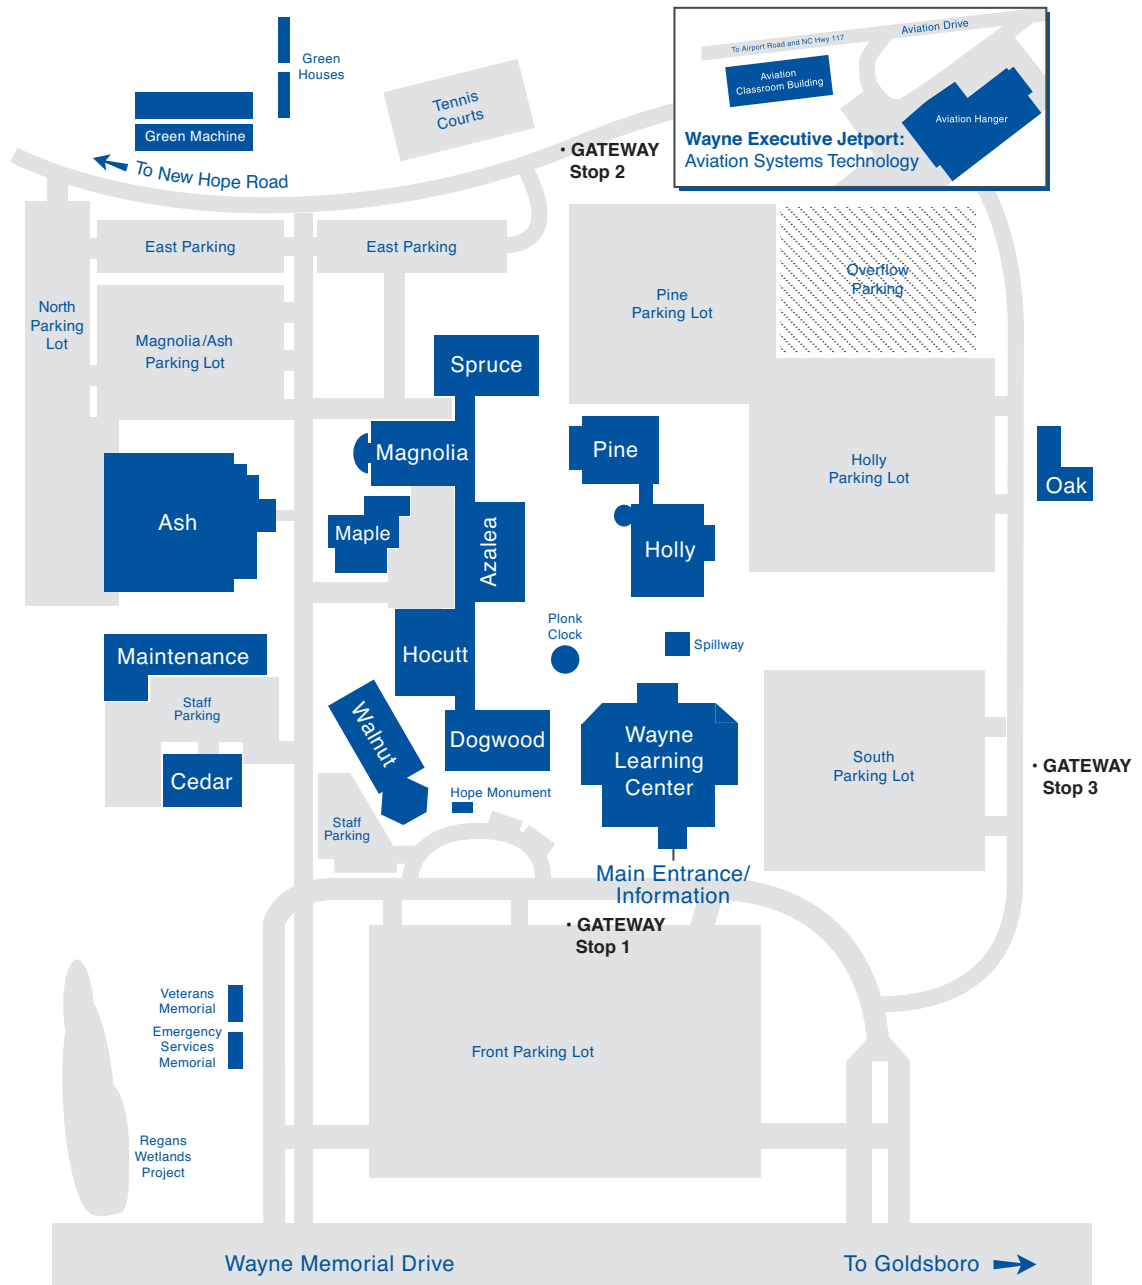 Green
Houses
Green Machine
To New Hope Road
Tennis
Courts
• GATEWAY
Stop 2
To Airport Road and NC Hwy 117
Aviation Drive
Aviation
Classroom Building
Aviation Hanger
Wayne Executive Jetport:
Aviation Systems Technology
East Parking
East Parking
North
Parking
Lot
Magnolia/Ash
Parking Lot
Pine
Parking Lot
Overflow
Parking
Spruce
Magnolia
Pine
Holly
Parking Lot
Oak
Ash
Maple
Azalea
Holly
Plonk
Clock
Spillway
Maintenance
Hocutt
Staff
Parking
Walnut
Dogwood
Wayne
Learning
Center
South
Parking Lot
• GATEWAY
Stop 3
Cedar
Hope Monument
Staff
Parking
Main Entrance/
Information
• GATEWAY
Stop 1
Veterans
Memorial
Emergency
Services
Memorial
Front Parking Lot
Regans
Wetlands
Project
Wayne Memorial Drive
To Goldsboro